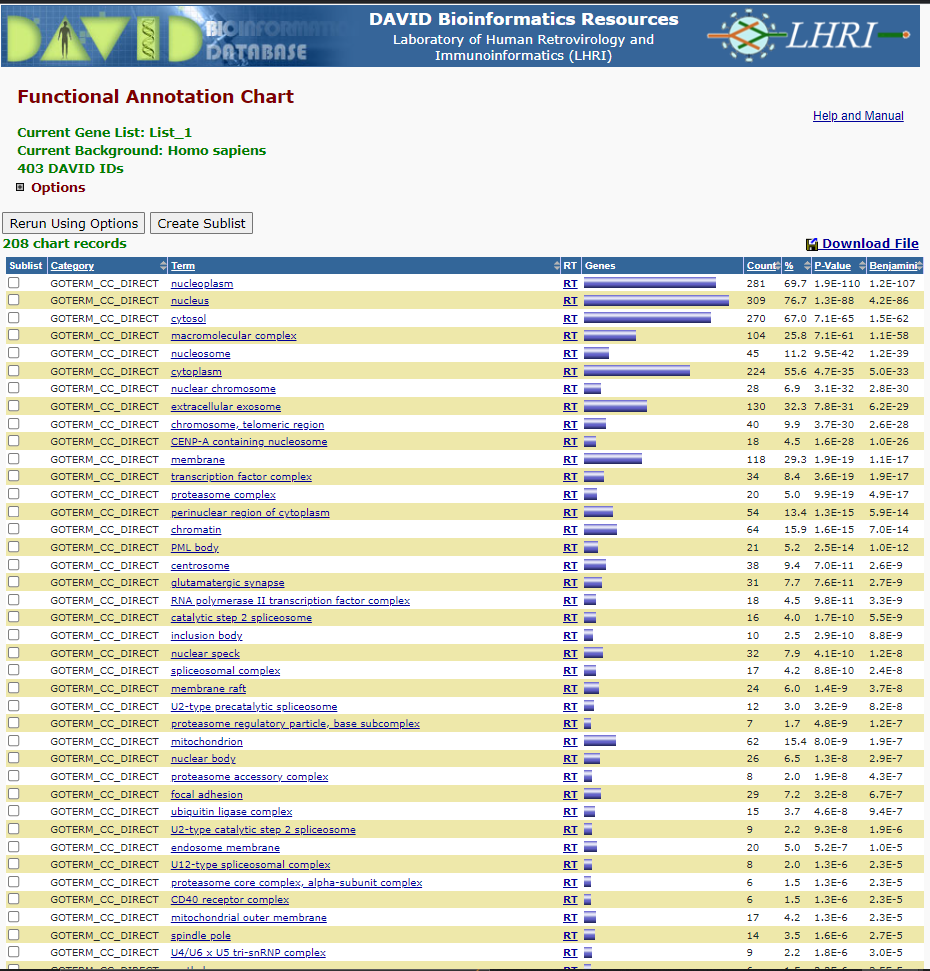 DAVID BIOINFORMATICS DATABASE
DAVID Bioinformatics Resources
Laboratory of Human Retrovirology and
Immunoinformatics (LHRI)
LHRI
Functional Annotation Chart
Help and Manual
Current Gene List: List_1
Current Background: Homo sapiens
403 DAVID IDs
Options
Rerun Using Options Create Sublist
208 chart records Download File
Sublist Category Term RT Genes Count % P-Value Benjamini
GOTERM_CC_DIRECT nucleoplasm RT 281 69.7 1.9E-110 1.2E-107
GOTERM_CC_DIRECT nucleus RT 309 76.7 1.3E-88 4.2E-86
GOTERM_CC_DIRECT cytosol RT 270 67.0 7.1E-65 1.5E-62
GOTERM_CC_DIRECT macromolecular complex RT 104 25.8 7.1E-61 1.1E-58
GOTERM_CC_DIRECT nucleosome RT 45 11.2 9.5E-42 1.2E-39
GOTERM_CC_DIRECT cytoplasm RT 224 55.6 4.7E-35 5.0E-33
GOTERM_CC_DIRECT nuclear chromosome RT 28 6.9 3.1E-32 2.8E-30
GOTERM_CC_DIRECT extracellular exosome RT 130 32.3 7.8E-31 6.2E-29
GOTERM_CC_DIRECT chromosome, telomeric region RT 40 9.9 3.7E-30 2.6E-28
GOTERM_CC_DIRECT CENP-A containing nucleosome RT 18 4.5 1.6E-28 1.0E-26
GOTERM_CC_DIRECT membrane RT 118 29.3 1.9E-19 1.1E-17
GOTERM_CC_DIRECT transcription factor complex RT 34 8.4 3.6E-19 1.9E-17
GOTERM_CC_DIRECT proteasome complex RT 20 5.0 9.9E-19 4.9E-17
GOTERM_CC_DIRECT perinuclear region of cytoplasm RT 54 13.4 1.3E-15 5.9E-14
GOTERM_CC_DIRECT chromatin RT 64 15.9 1.6E-15 7.0E-14
GOTERM_CC_DIRECT PML body RT 21 5.2 2.5E-14 1.0E-12
GOTERM_CC_DIRECT centrosome RT 38 9.4 7.0E-11 2.6E-9
GOTERM_CC_DIRECT glutamatergic synapse RT 31 7.7 7.6E-11 2.7E-9
GOTERM_CC_DIRECT RNA polymerase II transcription factor complex RT 18 4.5 9.8E-11 3.3E-9
GOTERM_CC_DIRECT catalytic step 2 spliceosome RT 16 4.0 1.7E-10 5.5E-9
GOTERM_CC_DIRECT inclusion body RT 10 2.5 2.9E-10 8.8E-9
GOTERM_CC_DIRECT nuclear speck RT 32 7.9 4.1E-10 1.2E-8
GOTERM_CC_DIRECT spliceosomal complex RT 17 4.2 8.8E-10 2.4E-8
GOTERM_CC_DIRECT membrane raft RT 24 6.0 1.4E-9 3.7E-8
GOTERM_CC_DIRECT U2-type precatalytic spliceosome RT 12 3.0 3.2E-9 8.2E-8
GOTERM_CC_DIRECT proteasome regulatory particle, base subcomplex RT 7 1.7 4.8E-9 1.2E-7
GOTERM_CC_DIRECT mitochondrion RT 62 15.4 8.0E-9 1.9E-7
GOTERM_CC_DIRECT nuclear body RT 26 6.5 1.3E-8 2.9E-7
GOTERM_CC_DIRECT proteasome accessory complex RT 8 2.0 1.9E-8 4.3E-7
GOTERM_CC_DIRECT focal adhesion RT 29 7.2 3.2E-8 6.7E-7
GOTERM_CC_DIRECT ubiquitin ligase complex RT 15 3.7 4.6E-8 9.4E-7
GOTERM_CC_DIRECT U2-type catalytic step 2 spliceosome RT 9 2.2 9.3E-8 1.9E-6
GOTERM_CC_DIRECT endosome membrane RT 20 5.0 5.2E-7 1.0E-5
GOTERM_CC_DIRECT U12-type spliceosomal complex RT 8 2.0 1.3E-6 2.3E-5
GOTERM_CC_DIRECT proteasome core complex, alpha-subunit complex RT 6 1.5 1.3E-6 2.3E-5
GOTERM_CC_DIRECT CD40 receptor complex RT 6 1.5 1.3E-6 2.3E-5
GOTERM_CC_DIRECT mitochondrial outer membrane RT 17 4.2 1.3E-6 2.3E-5
GOTERM_CC_DIRECT spindle pole RT 14 3.5 1.6E-6 2.7E-5
GOTERM_CC_DIRECT U4/U6 x U5 tri-snRNP complex RT 9 2.2 1.8E-6 3.0E-5